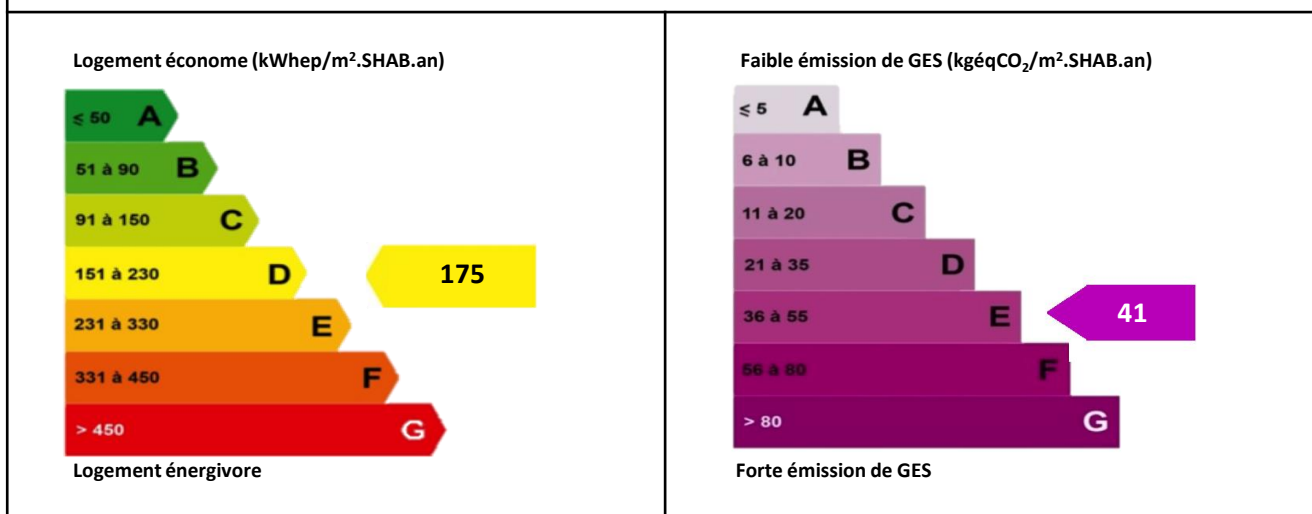 Logement économe (kWhep/m².SHAB.an)
≤ 50 A
51 à 90 B
91 à 150 C
151 à 230 D
175
231 à 330 E
331 à 450 F
> 450 G
Logement énergivore
Faible émission de GES (kgéqCO₂/m².SHAB.an)
≤ 5 A
6 à 10 B
11 à 20 C
21 à 35 D
36 à 55 E
41
56 à 80 F
> 80 G
Forte émission de GES